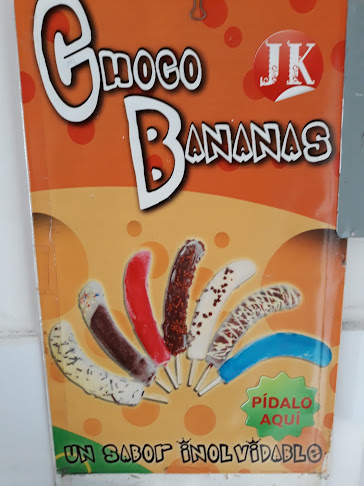 CHOCO
JK
BANANAS
PÍDALO
AQUÍ
UN SABOR INOLVIDABLE